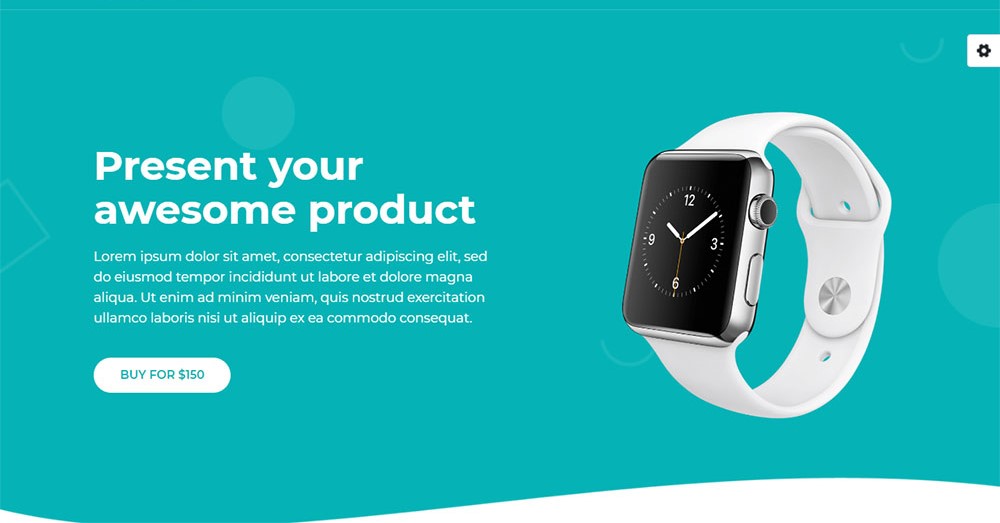 Present your
awesome product
Lorem ipsum dolor sit amet, consectetur adipiscing elit, sed
do eiusmod tempor incididunt ut labore et dolore magna
aliqua. Ut enim ad minim veniam, quis nostrud exercitation
ullamco laboris nisi ut aliquip ex ea commodo consequat.
BUY FOR $150
12
9
3
6